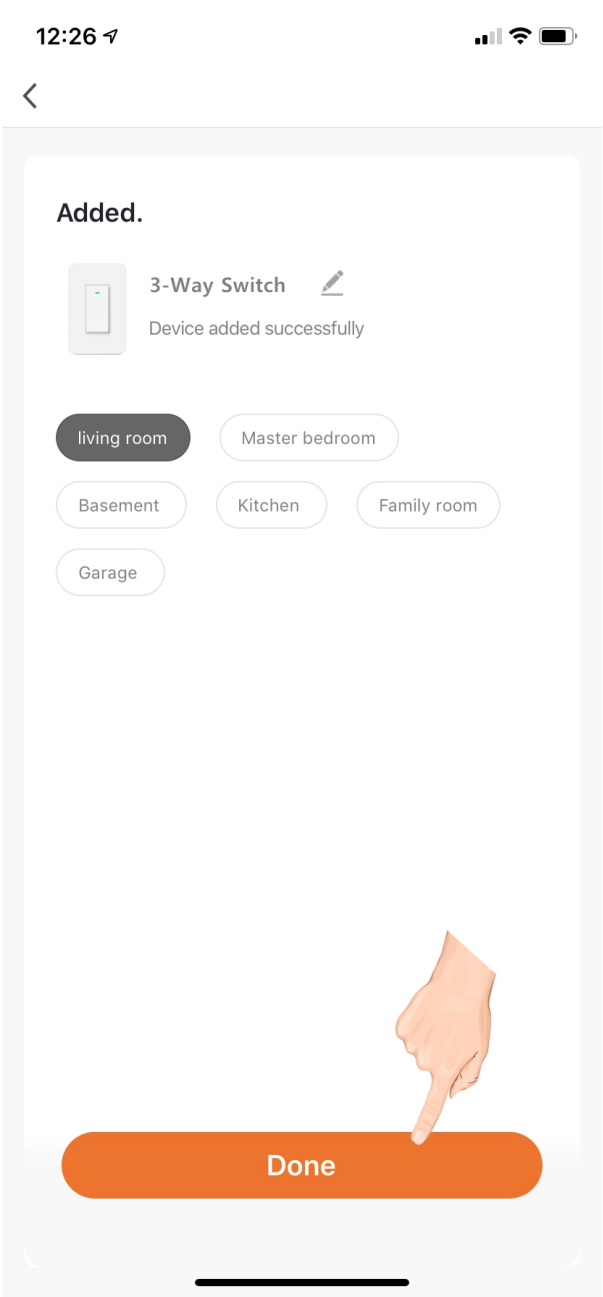 12:26
Added.
3-Way Switch
Device added successfully
living room Master bedroom
Basement Kitchen Family room
Garage
Done